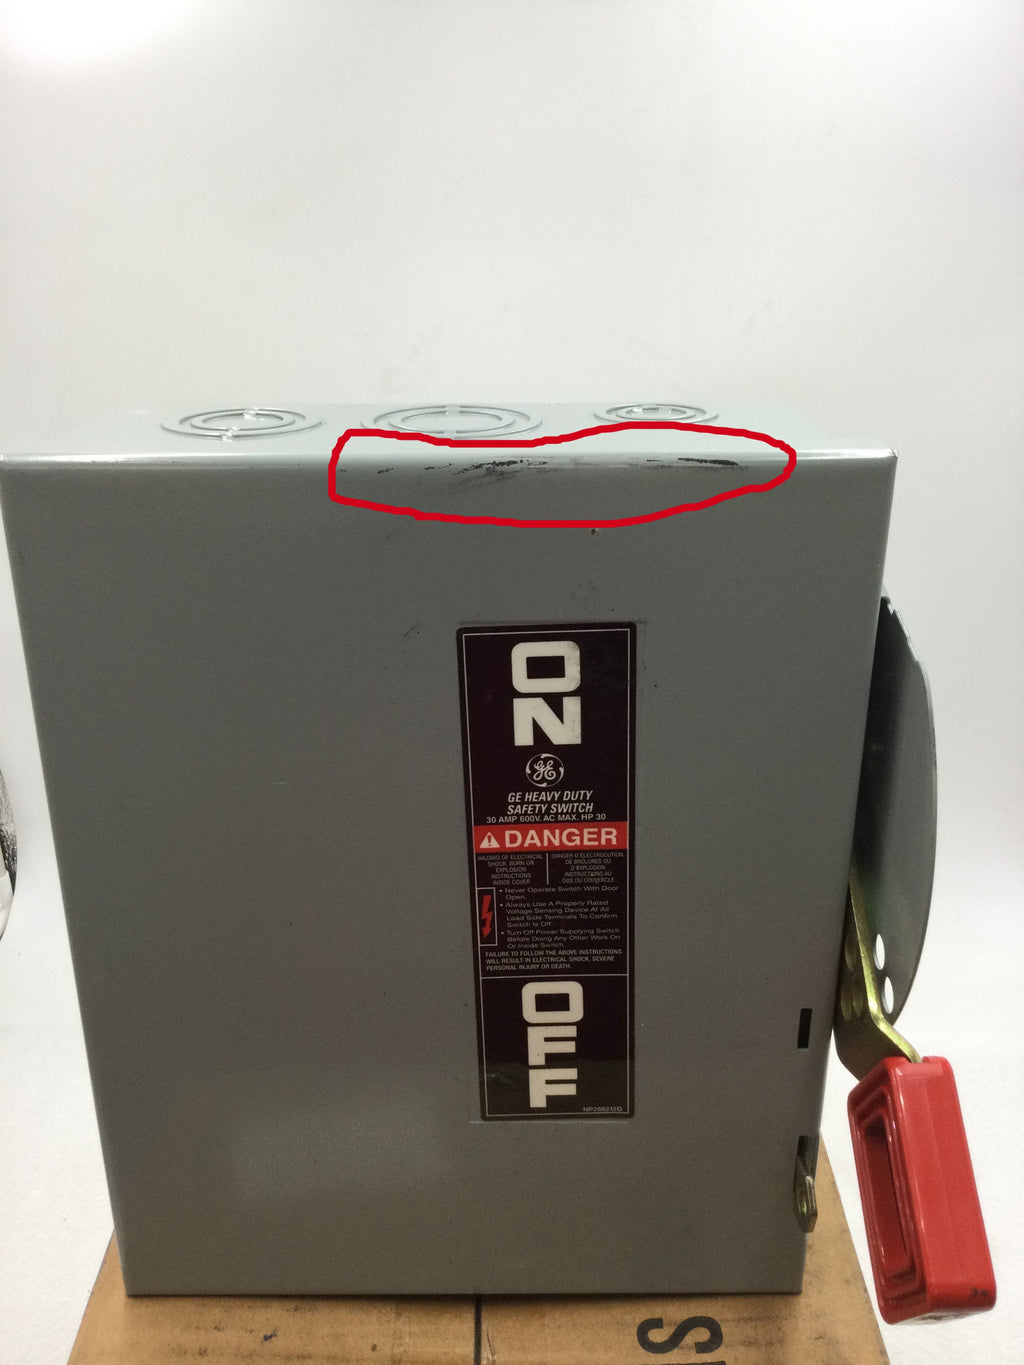 ON
GE
GE HEAVY DUTY
SAFETY SWITCH
30 AMP 600V. AC MAX. HP 30
DANGER
HAZARD OF ELECTRICAL
SHOCK, BURN OR
EXPLOSION
INSTRUCTIONS
INSIDE COVER
DANGER D'ELECTROCUTION,
DE BRÛLURES OU
D'EXPLOSION
INSTRUCTIONS AU
DOS DU COUVERCLE.
• Never Operate Switch With Door
Open.
• Always Use A Properly Rated
Voltage Sensing Device At All
Load Side Terminals To Confirm
Switch Is Off.
• Turn Off Power Supplying Switch
Before Doing Any Other Work On
Or Inside Switch.
FAILURE TO FOLLOW THE ABOVE INSTRUCTIONS
WILL RESULT IN ELECTRICAL SHOCK, SEVERE
PERSONAL INJURY OR DEATH.
OFF
NP266212D